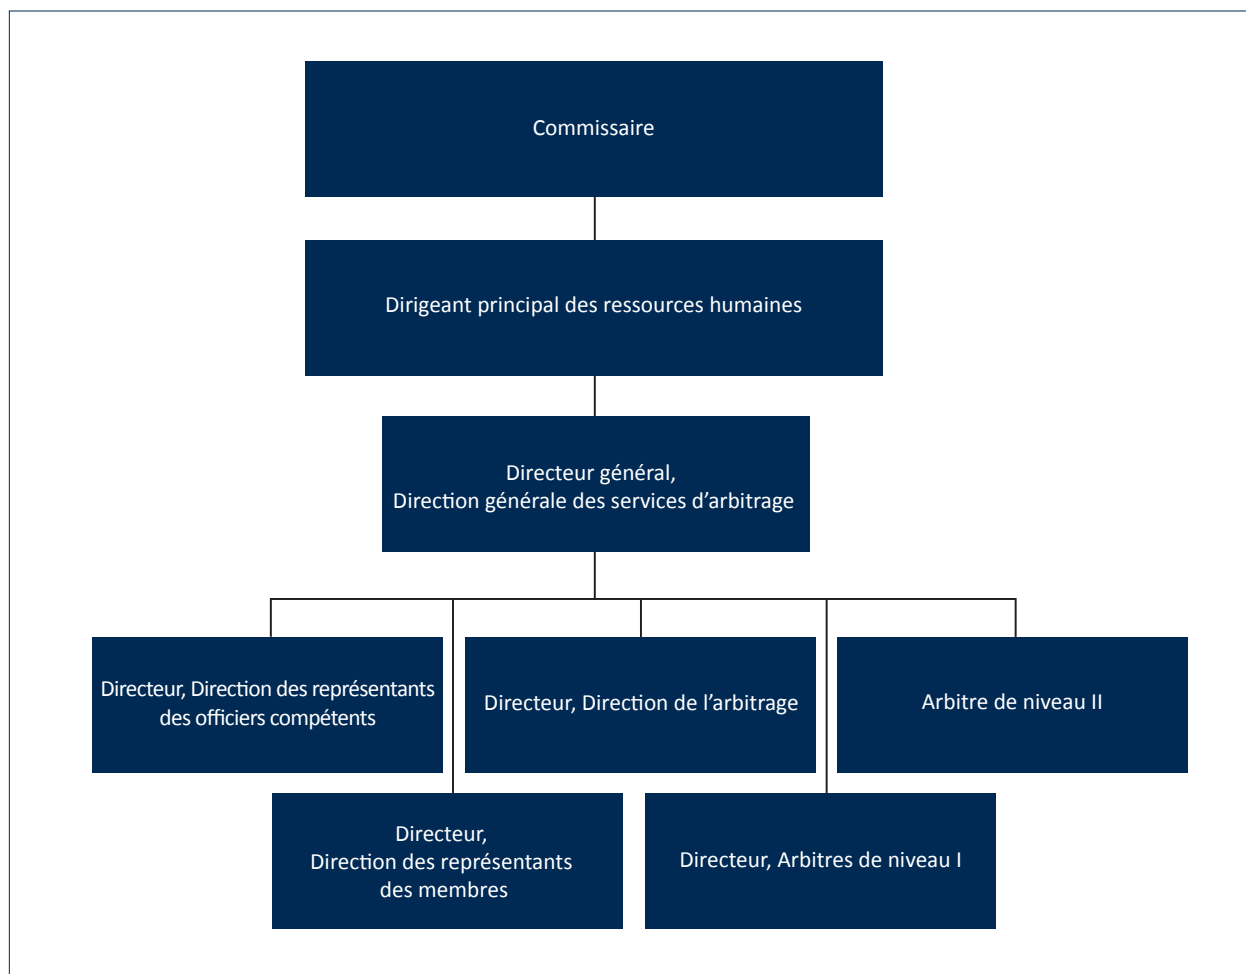 Commissaire
Dirigeant principal des ressources humaines
Directeur général,
Direction générale des services d’arbitrage
Directeur, Direction des représentants
des officiers compétents
Directeur, Direction de l’arbitrage
Arbitre de niveau II
Directeur,
Direction des représentants
des membres
Directeur, Arbitres de niveau I